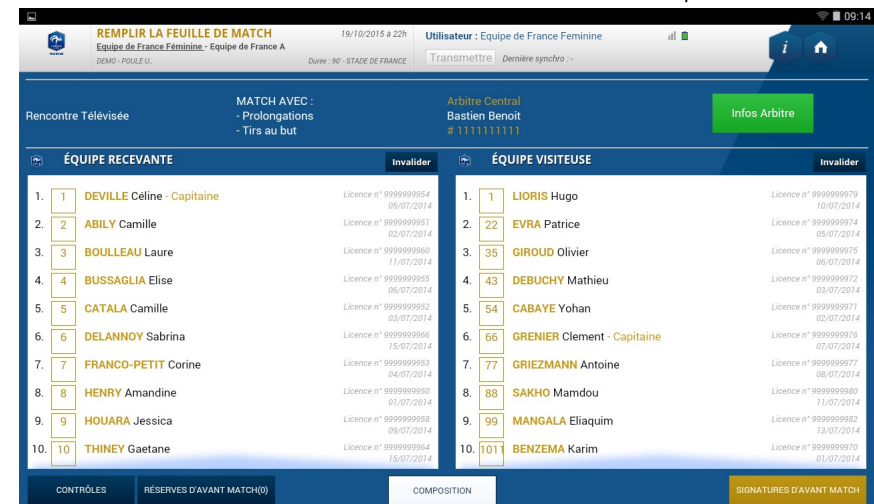 09:14
REMPLIR LA FEUILLE DE MATCH
19/10/2015 à 22h
Equipe de France Féminine - Equipe de France A
DEMO - POULE U..
Durée : 90' - STADE DE FRANCE
Utilisateur : Equipe de France Feminine
Transmettre
Dernière synchro : -
i
Rencontre Télévisée
MATCH AVEC :
- Prolongations
- Tirs au but
Arbitre Central
Bastien Benoit
# 1111111111
Infos Arbitre
ÉQUIPE RECEVANTE
Invalider
1. 1 DEVILLE Céline - Capitaine Licence n° 9999999954
05/07/2014
2. 2 ABILY Camille Licence n° 9999999951
02/07/2014
3. 3 BOULLEAU Laure Licence n° 9999999960
11/07/2014
4. 4 BUSSAGLIA Elise Licence n° 9999999955
06/07/2014
5. 5 CATALA Camille Licence n° 9999999952
03/07/2014
6. 6 DELANNOY Sabrina Licence n° 9999999966
15/07/2014
7. 7 FRANCO-PETIT Corine Licence n° 9999999953
04/07/2014
8. 8 HENRY Amandine Licence n° 9999999950
01/07/2014
9. 9 HOUARA Jessica Licence n° 9999999958
09/07/2014
10. 10 THINEY Gaetane Licence n° 9999999964
15/07/2014
ÉQUIPE VISITEUSE
Invalider
1. 1 LIORIS Hugo Licence n° 9999999979
10/07/2014
2. 22 EVRA Patrice Licence n° 9999999974
05/07/2014
3. 35 GIROUD Olivier Licence n° 9999999975
06/07/2014
4. 43 DEBUCHY Mathieu Licence n° 9999999972
03/07/2014
5. 54 CABAYE Yohan Licence n° 9999999971
02/07/2014
6. 66 GRENIER Clement - Capitaine Licence n° 9999999976
07/07/2014
7. 77 GRIEZMANN Antoine Licence n° 9999999977
08/07/2014
8. 88 SAKHO Mamdou Licence n° 9999999980
11/07/2014
9. 99 MANGALA Eliaquim Licence n° 9999999982
13/07/2014
10. 1011 BENZEMA Karim Licence n° 9999999970
01/07/2014
CONTRÔLES
RÉSERVES D'AVANT MATCH(0)
COMPOSITION
SIGNATURES D'AVANT MATCH